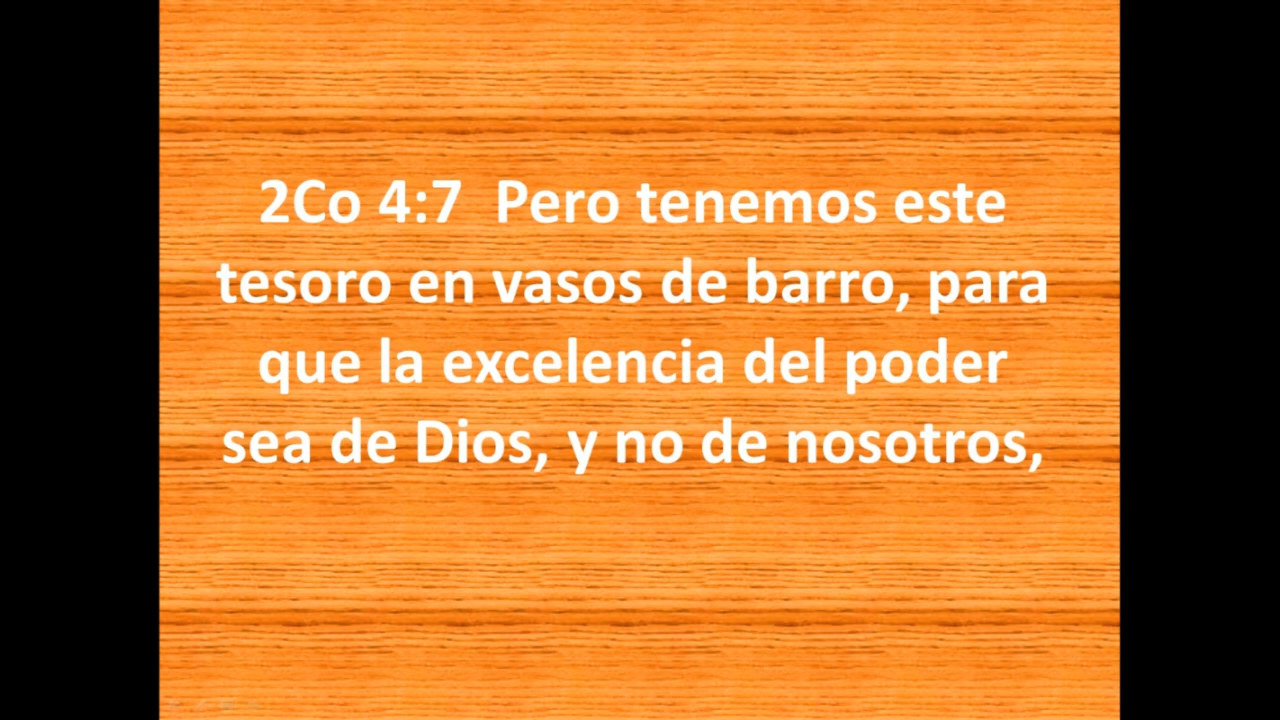 2Co 4:7  Pero tenemos este
tesoro en vasos de barro, para
que la excelencia del poder
sea de Dios, y no de nosotros,